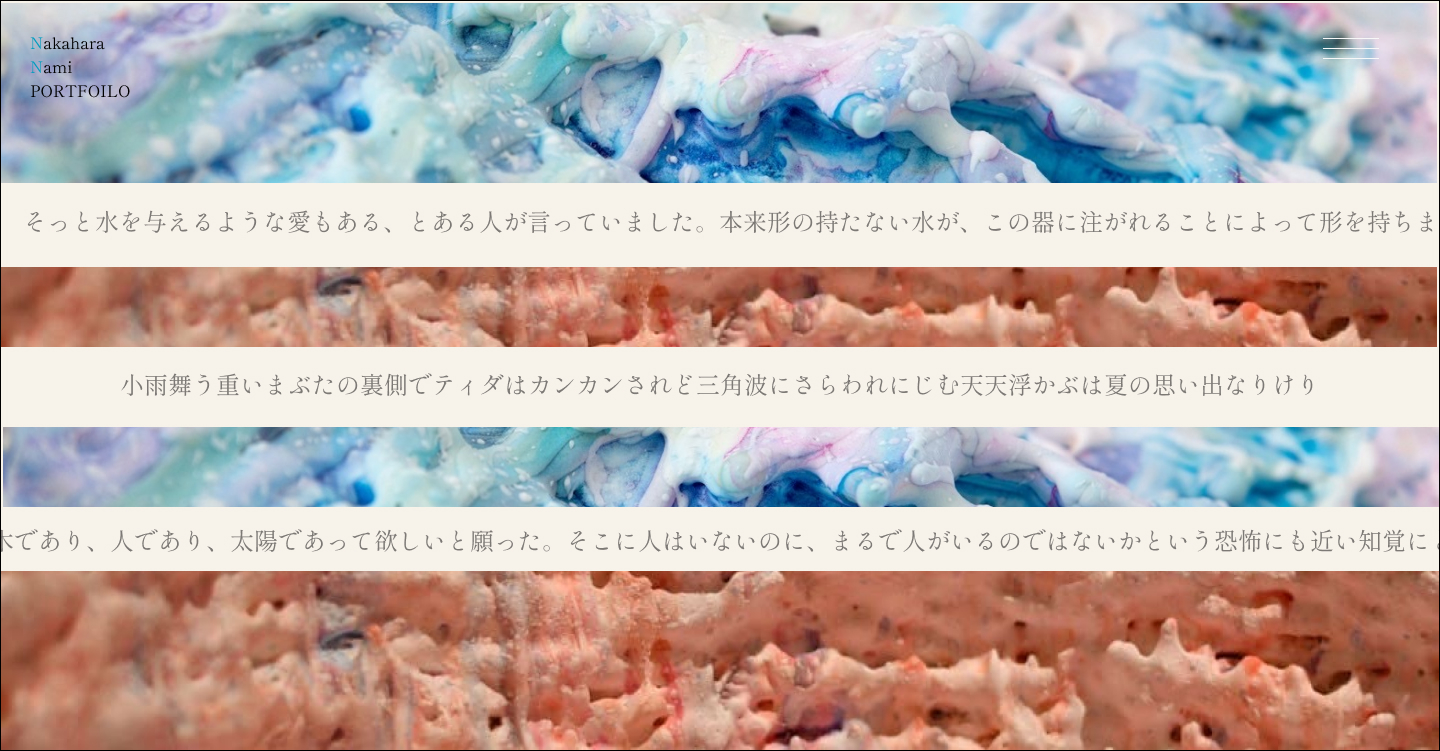 Nakahara
Nami
PORTFOILO
そっと水を与えるような愛もある、とある人が言っていました。本来形の持たない水が、この器に注がれることによって形を持ちま
小雨舞う重いまぶたの裏側でティダはカンカンされど三角波にさらわれにじむ天天浮かぶは夏の思い出なりけり
木であり、人であり、太陽であって欲しいと願った。そこに人はいないのに、まるで人がいるのではないかという恐怖にも近い知覚に